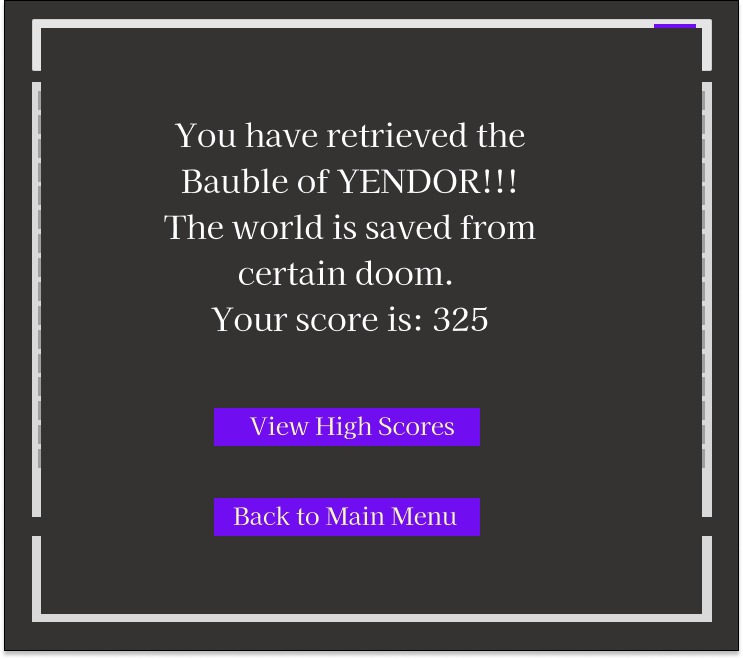 You have retrieved the
Bauble of YENDOR!!!
The world is saved from
certain doom.
Your score is: 325
View High Scores
Back to Main Menu